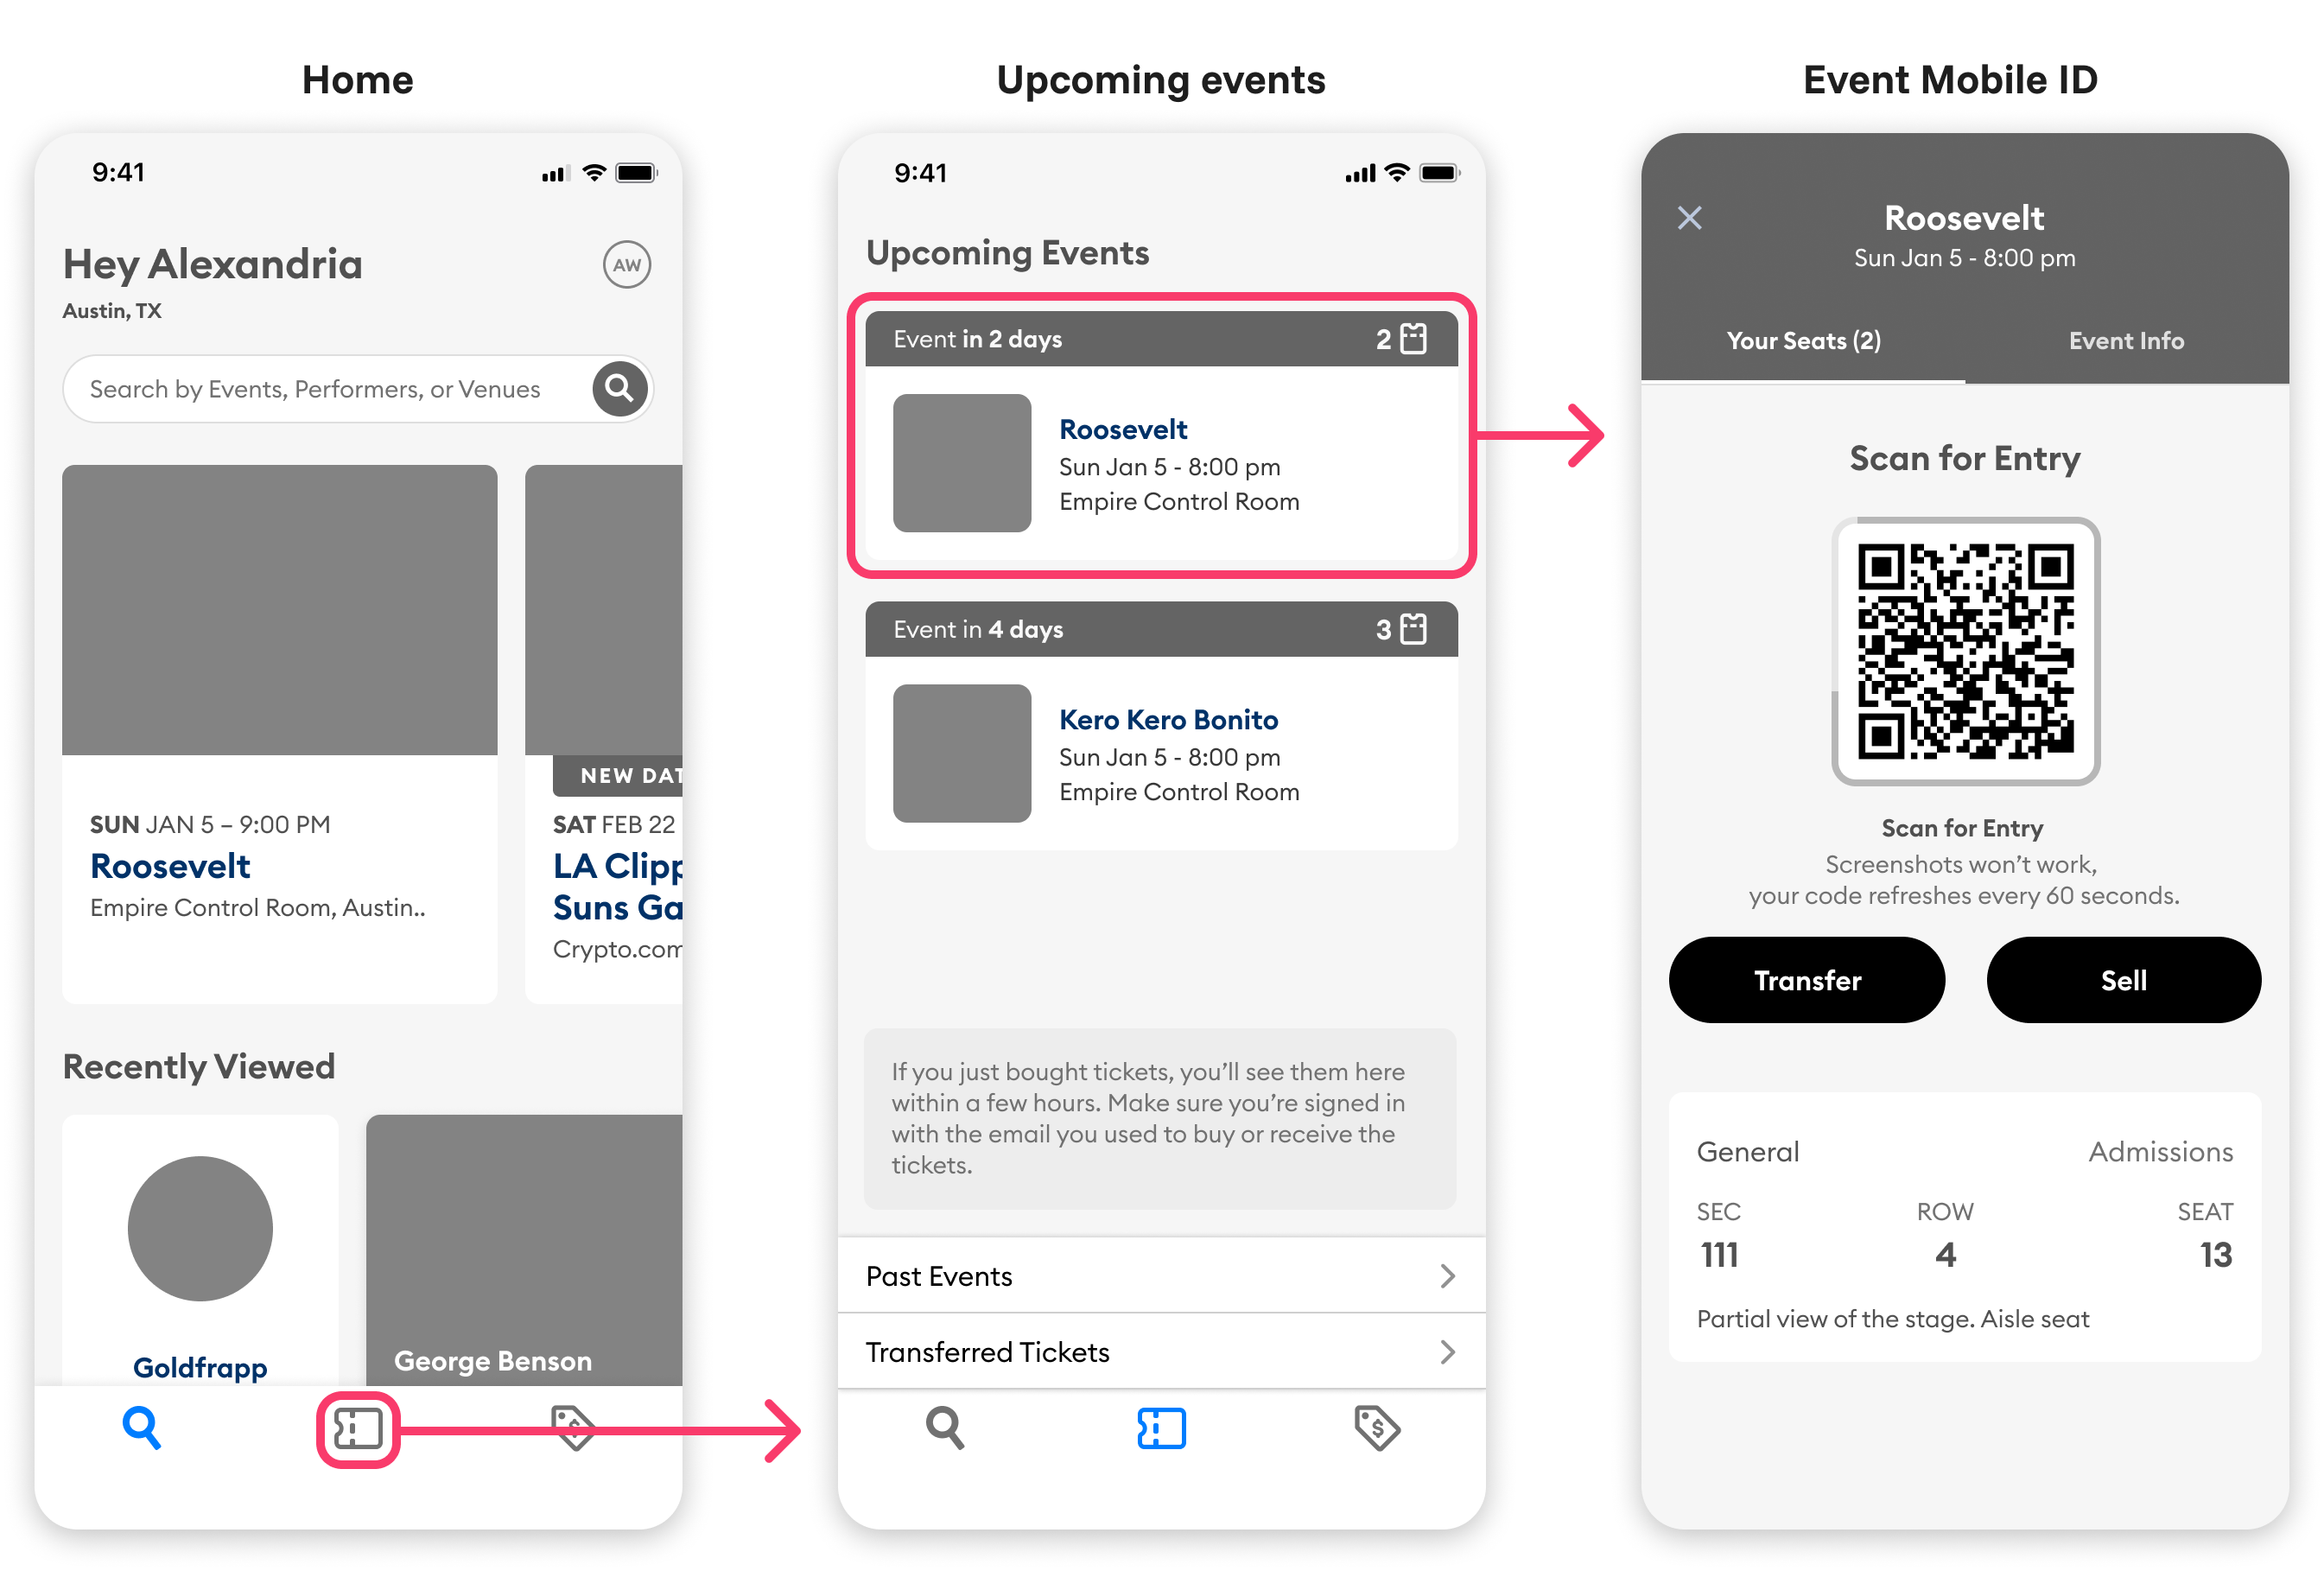 Home
9:41
Hey Alexandria
AW
Austin, TX
Search by Events, Performers, or Venues
SUN JAN 5 – 9:00 PM
Roosevelt
Empire Control Room, Austin..
NEW DAT
SAT FEB 22
LA Clipp
Suns Ga
Crypto.com
Recently Viewed
Goldfrapp
George Benson
Upcoming events
9:41
Upcoming Events
Event in 2 days 2
Roosevelt
Sun Jan 5 - 8:00 pm
Empire Control Room
Event in 4 days 3
Kero Kero Bonito
Sun Jan 5 - 8:00 pm
Empire Control Room
If you just bought tickets, you’ll see them here
within a few hours. Make sure you’re signed in
with the email you used to buy or receive the
tickets.
Past Events
Transferred Tickets
Event Mobile ID
Roosevelt
Sun Jan 5 - 8:00 pm
Your Seats (2) Event Info
Scan for Entry
Scan for Entry
Screenshots won’t work,
your code refreshes every 60 seconds.
Transfer Sell
General Admissions
SEC ROW SEAT
111 4 13
Partial view of the stage. Aisle seat